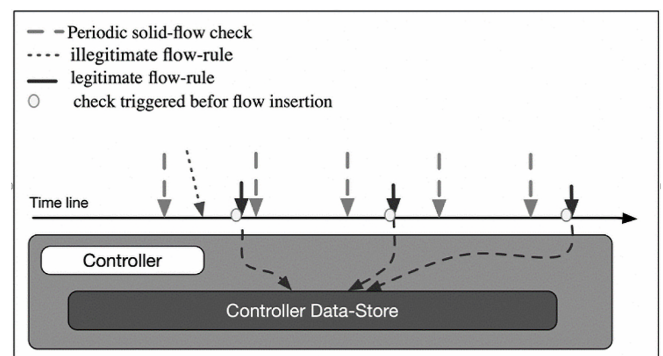 Periodic solid-flow check
illegitimate flow-rule
legitimate flow-rule
check triggered befor flow insertion
Time line
Controller
Controller Data-Store